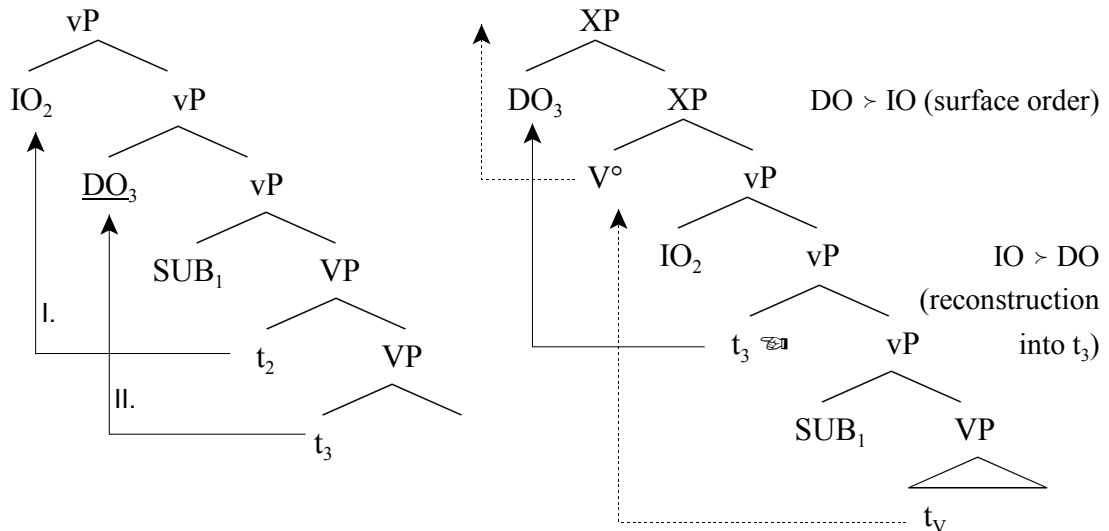 vP XP
IO₂ vP DO₃ XP DO ≻ IO (surface order)
DO₃ vP V° vP
SUB₁ VP IO₂ vP IO ≻ DO
I. (reconstruction
t₂ VP t₃ ☜ vP into t₃)
II.
t₃ SUB₁ VP
t_V